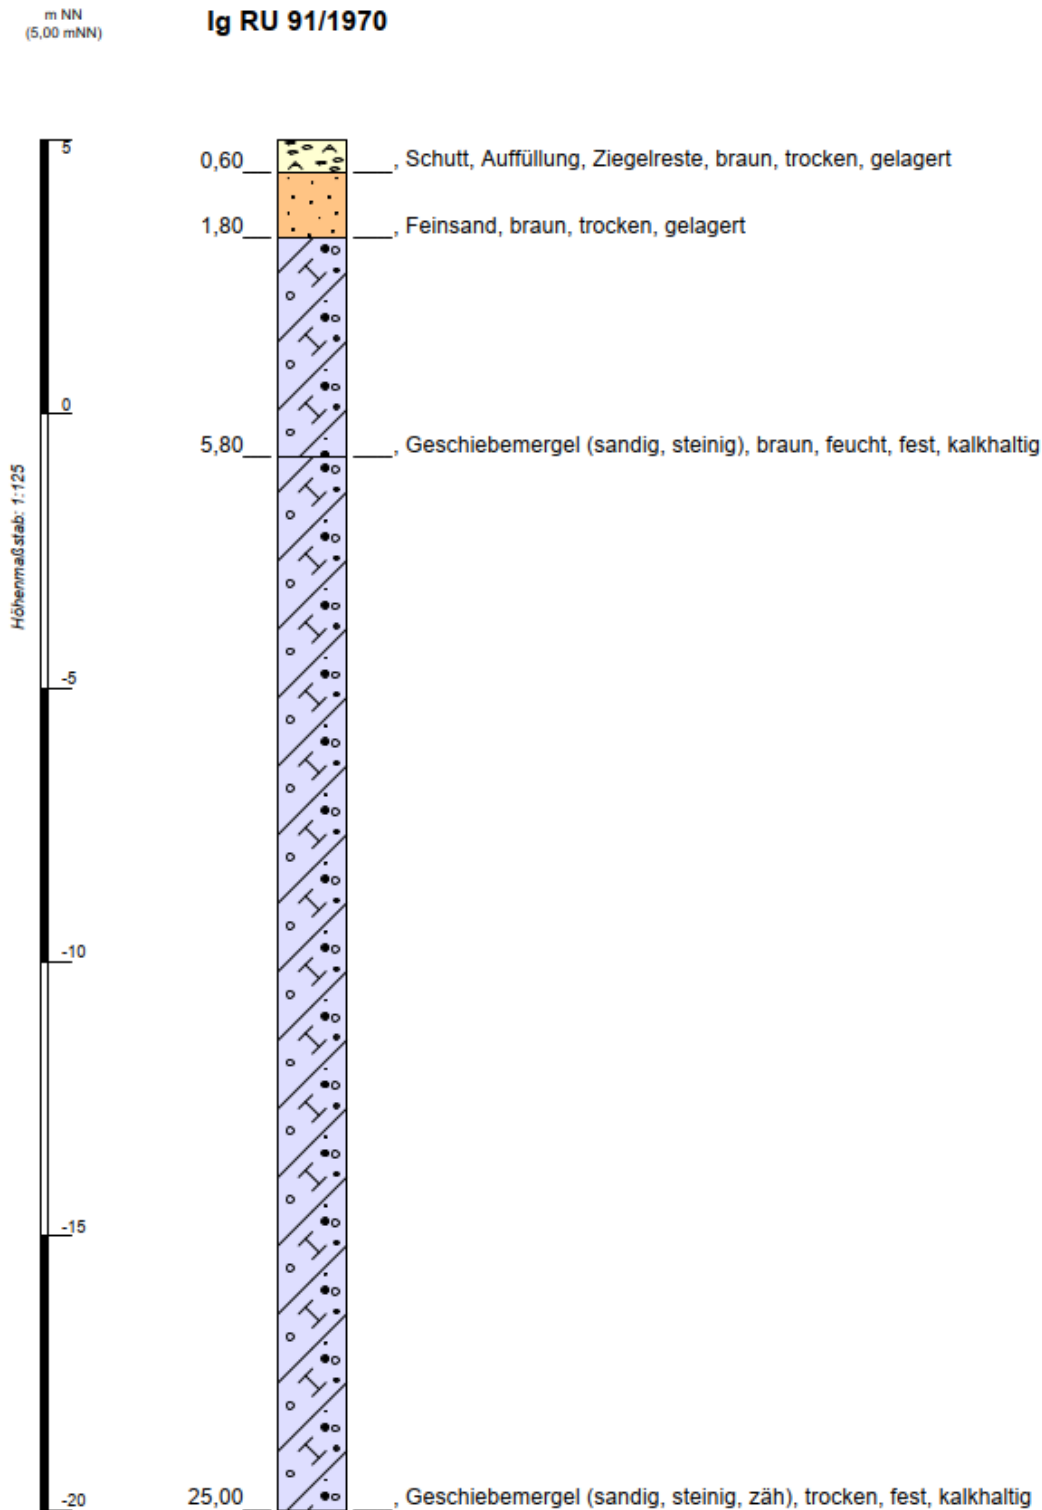 m NN
(5,00 mNN)
Ig RU 91/1970
5
0,60 , Schutt, Auffüllung, Ziegelreste, braun, trocken, gelagert
1,80 , Feinsand, braun, trocken, gelagert
0
5,80 , Geschiebemergel (sandig, steinig), braun, feucht, fest, kalkhaltig
Höhenmaßstab: 1:125
-5
-10
-15
-20
25,00 , Geschiebemergel (sandig, steinig, zäh), trocken, fest, kalkhaltig